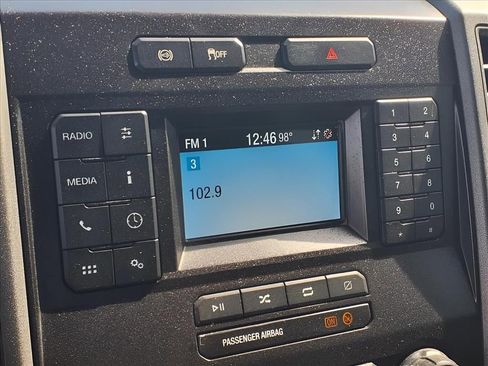 OFF
RADIO
MEDIA
i
FM 1 12:46 98°
3
102.9
1 2
3 4
5 6
7 8
9 0
* #
PASSENGER AIRBAG ON